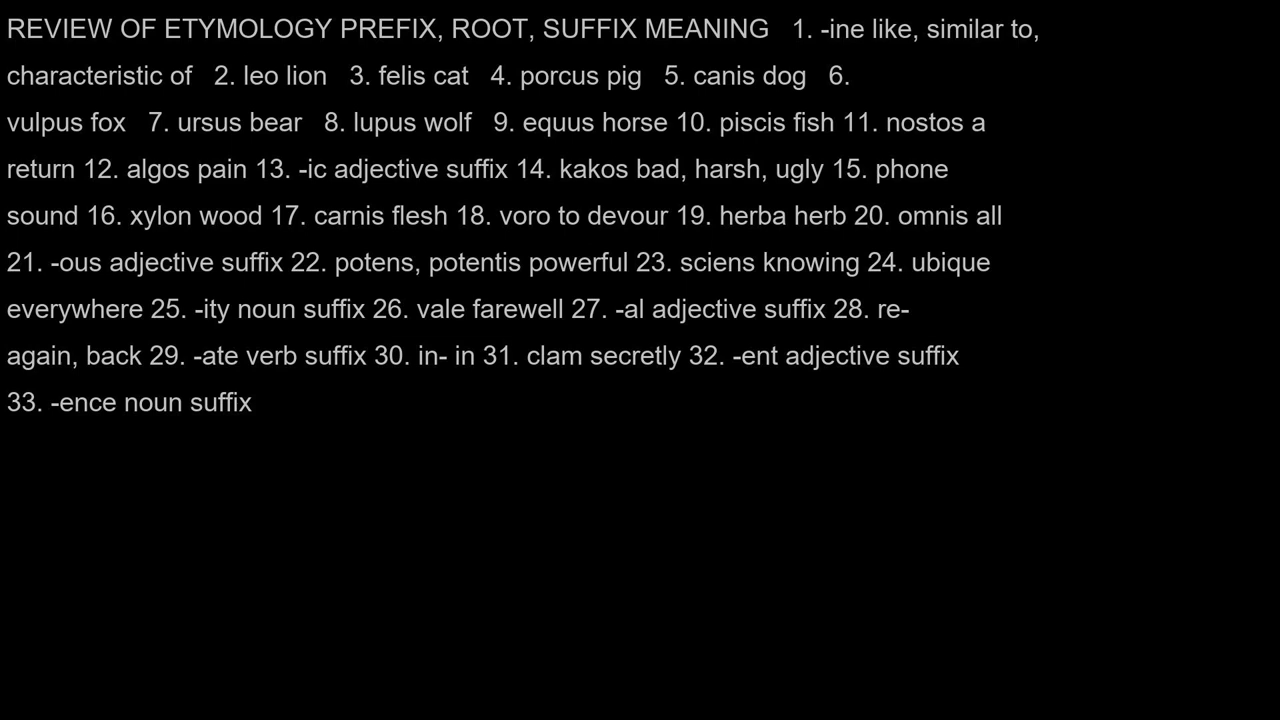 REVIEW OF ETYMOLOGY PREFIX, ROOT, SUFFIX MEANING   1. -ine like, similar to,
characteristic of   2. leo lion   3. felis cat   4. porcus pig   5. canis dog   6.
vulpus fox   7. ursus bear   8. lupus wolf   9. equus horse 10. piscis fish 11. nostos a
return 12. algos pain 13. -ic adjective suffix 14. kakos bad, harsh, ugly 15. phone
sound 16. xylon wood 17. carnis flesh 18. voro to devour 19. herba herb 20. omnis all
21. -ous adjective suffix 22. potens, potentis powerful 23. sciens knowing 24. ubique
everywhere 25. -ity noun suffix 26. vale farewell 27. -al adjective suffix 28. re-
again, back 29. -ate verb suffix 30. in- in 31. clam secretly 32. -ent adjective suffix
33. -ence noun suffix